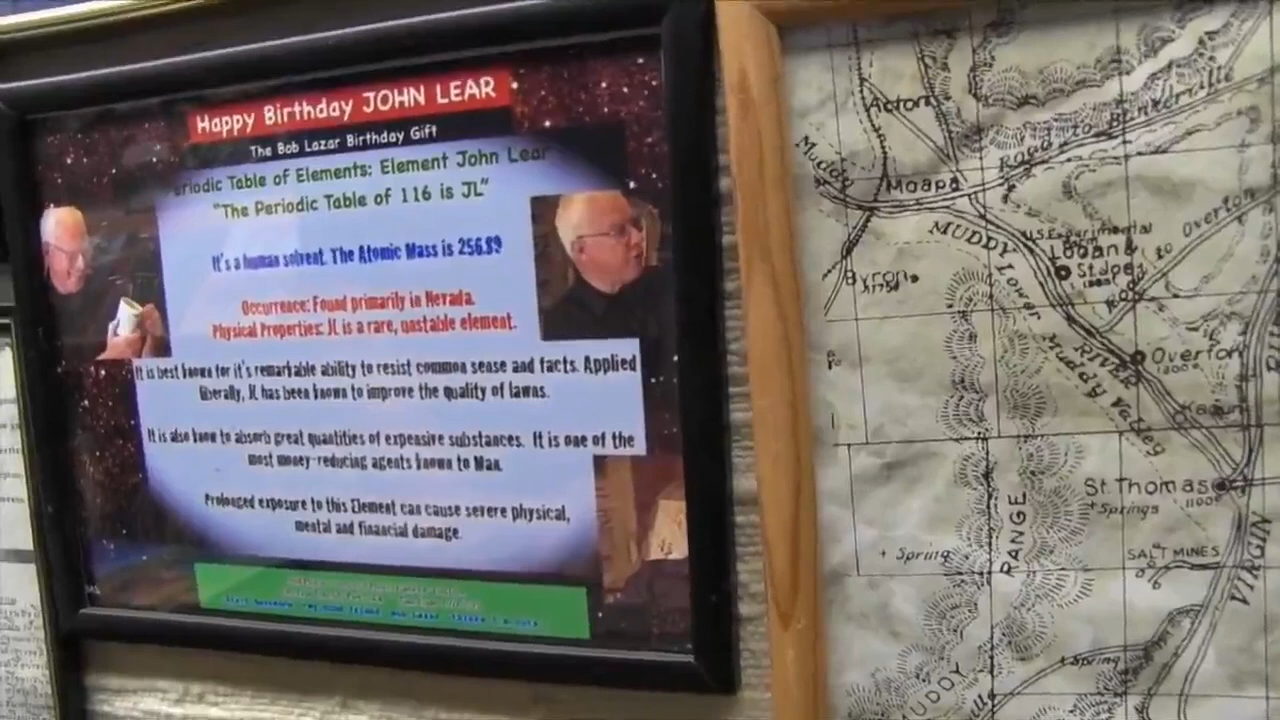 Happy Birthday JOHN LEAR
The Bob Lazar Birthday Gift
eriodic Table of Elements: Element John Lear
"The Periodic Table of 116 is JL"
It's a human solvent. The Atomic Mass is 256.89
Occurrence: Found primarily in Nevada.
Physical Properties: JL is a rare, unstable element.
It is best known for it's remarkable ability to resist common sense and facts. Applied
liberally, JL has been known to improve the quality of lawns.
It is also know to absorb great quantities of expensive substances. It is one of the
most money-reducing agents known to Man.
Prolonged exposure to this Element can cause severe physical,
mental and financial damage.
Acton
Road to
Muddy
Moapa
Overton
MUDDY
U.S. Experimental
Logan &
St. Joe
to
Byron
Lower
RIVER
Overton
Muddy Valley
Kaolin
St. Thomas
1100
+ Springs
RANGE
+ Spring
SALT MINES
VIRGIN
+ Spring
MUDDY